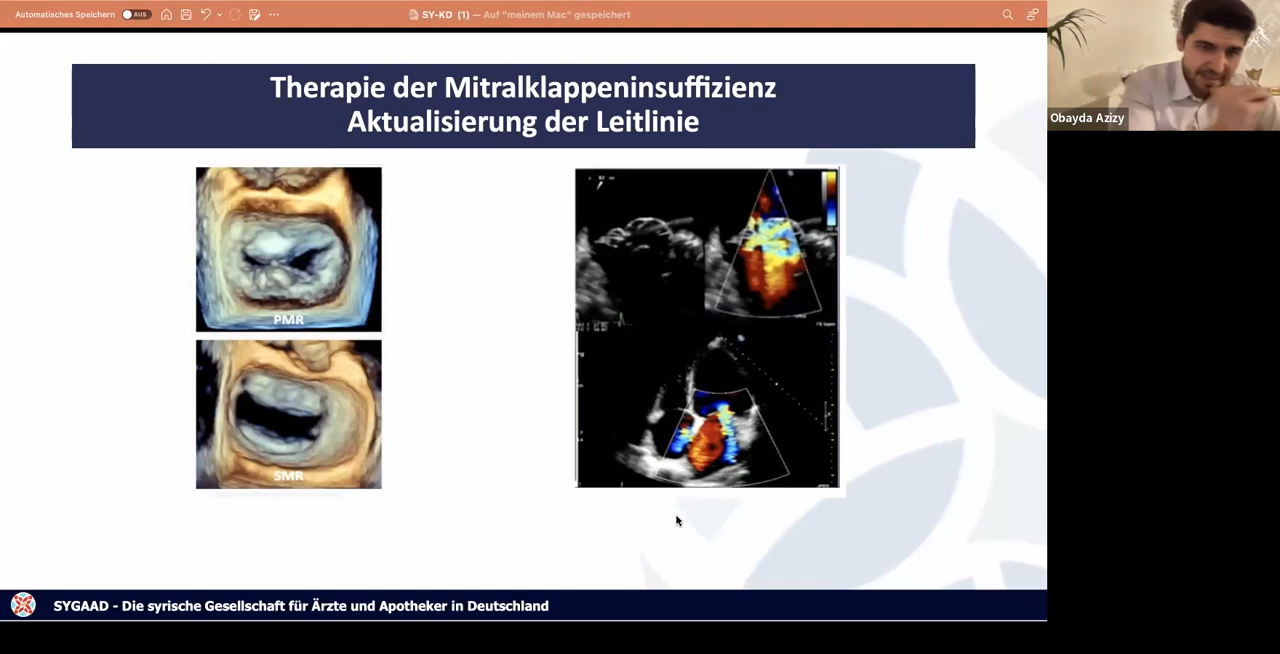 Automatisches Speichern AUS
SY-KD (1) — Auf "meinem Mac" gespeichert
Obayda Azizy
Therapie der Mitralklappeninsuffizienz
Aktualisierung der Leitlinie
PMR
SMR
SYGAAD - Die syrische Gesellschaft für Ärzte und Apotheker in Deutschland